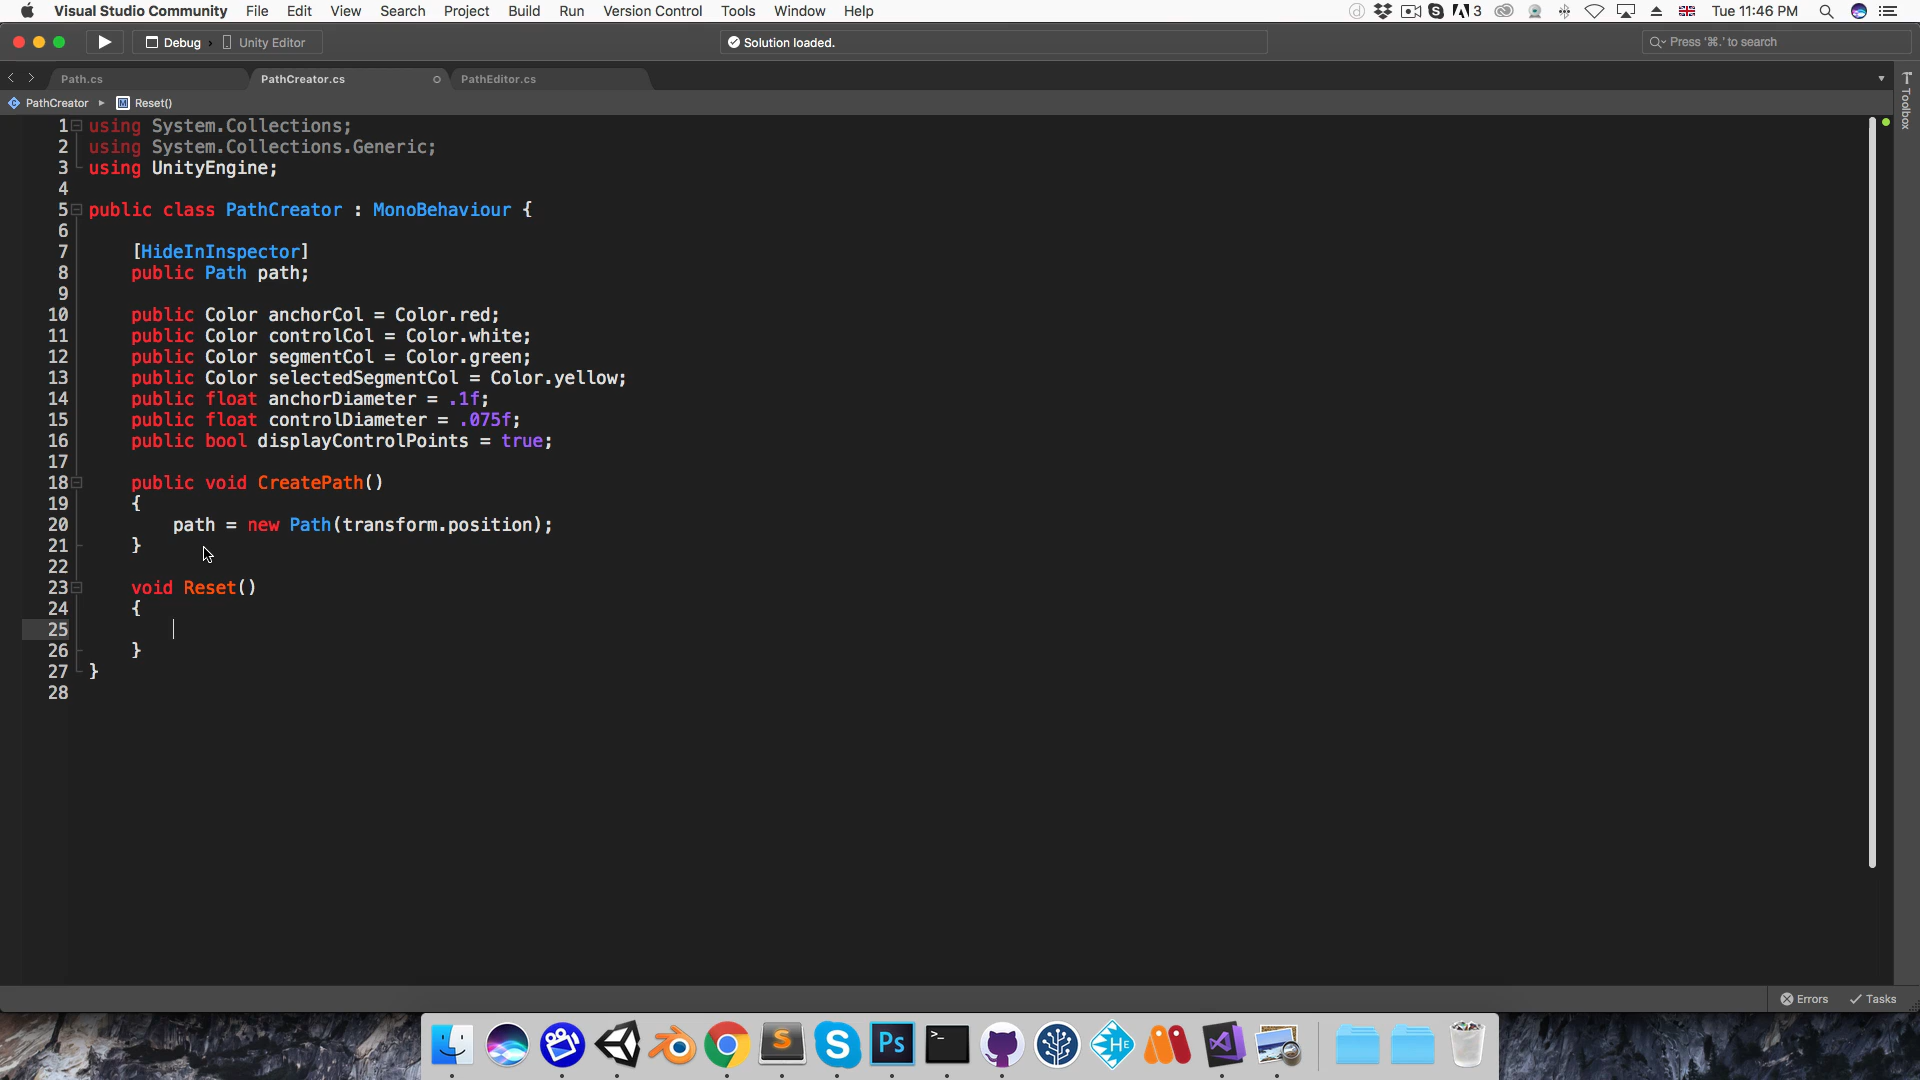 Visual Studio Community File Edit View Search Project Build Run Version Control Tools Window Help 3 Tue 11:46 PM
Debug › Unity Editor Solution loaded. Press '⌘.' to search
Path.cs PathCreator.cs PathEditor.cs
PathCreator ▸ M Reset()
Toolbox
1 using System.Collections;
2 using System.Collections.Generic;
3 using UnityEngine;
4
5 public class PathCreator : MonoBehaviour {
6
7 [HideInInspector]
8 public Path path;
9
10 public Color anchorCol = Color.red;
11 public Color controlCol = Color.white;
12 public Color segmentCol = Color.green;
13 public Color selectedSegmentCol = Color.yellow;
14 public float anchorDiameter = .1f;
15 public float controlDiameter = .075f;
16 public bool displayControlPoints = true;
17
18 public void CreatePath()
19 {
20 path = new Path(transform.position);
21 }
22
23 void Reset()
24 {
25
26 }
27 }
28
Errors Tasks
S S Ps >_ HE